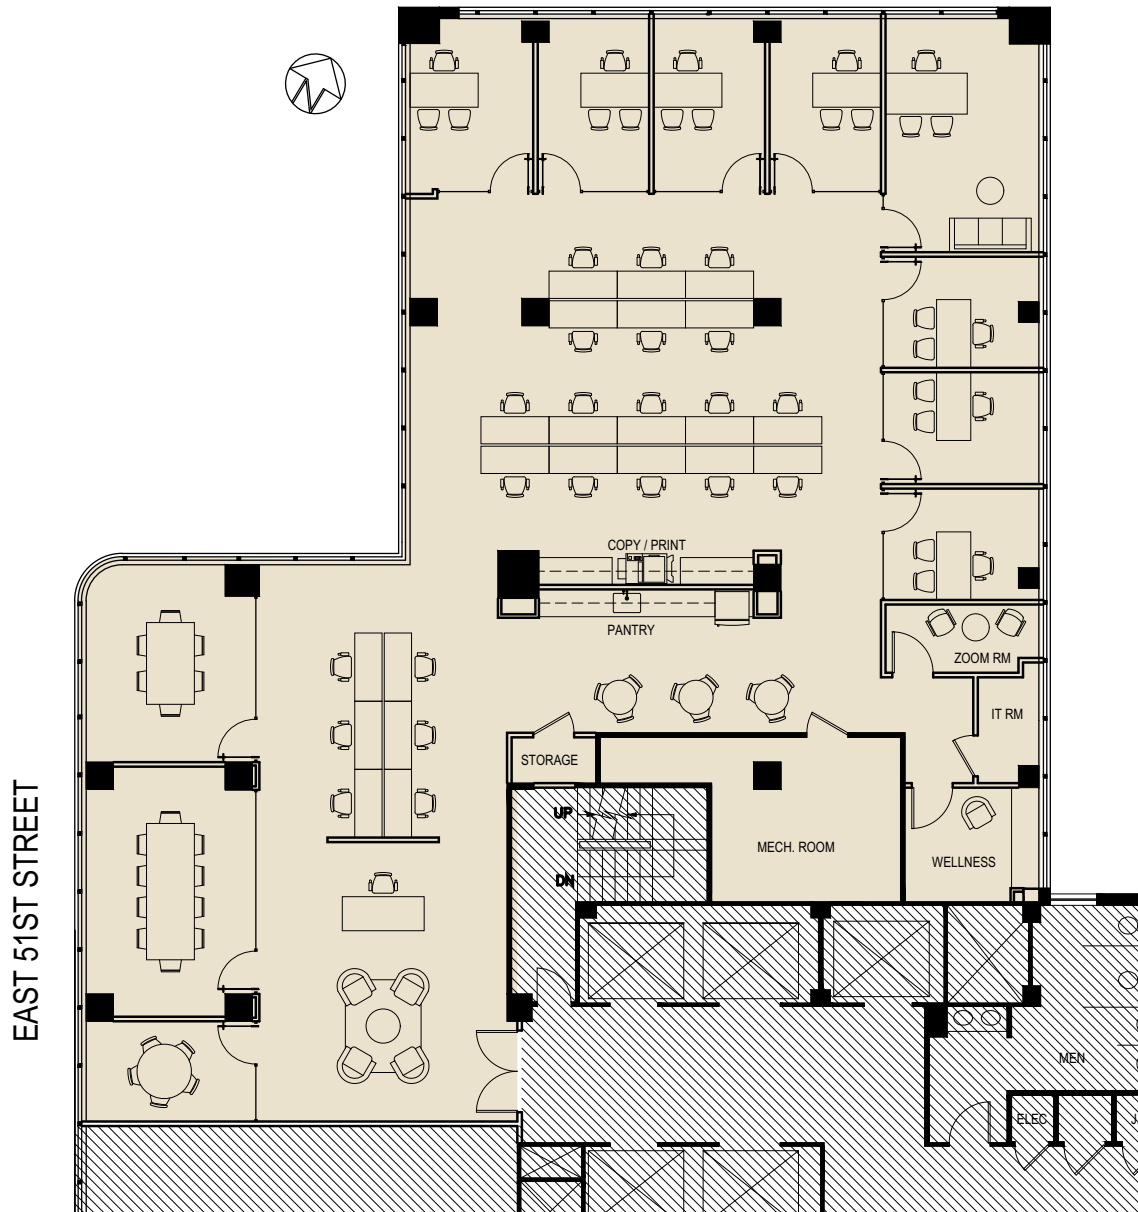 N
COPY / PRINT
PANTRY
ZOOM RM
IT RM
STORAGE
UP
MECH. ROOM
WELLNESS
DN
EAST 51ST STREET
MEN
ELEC
J.